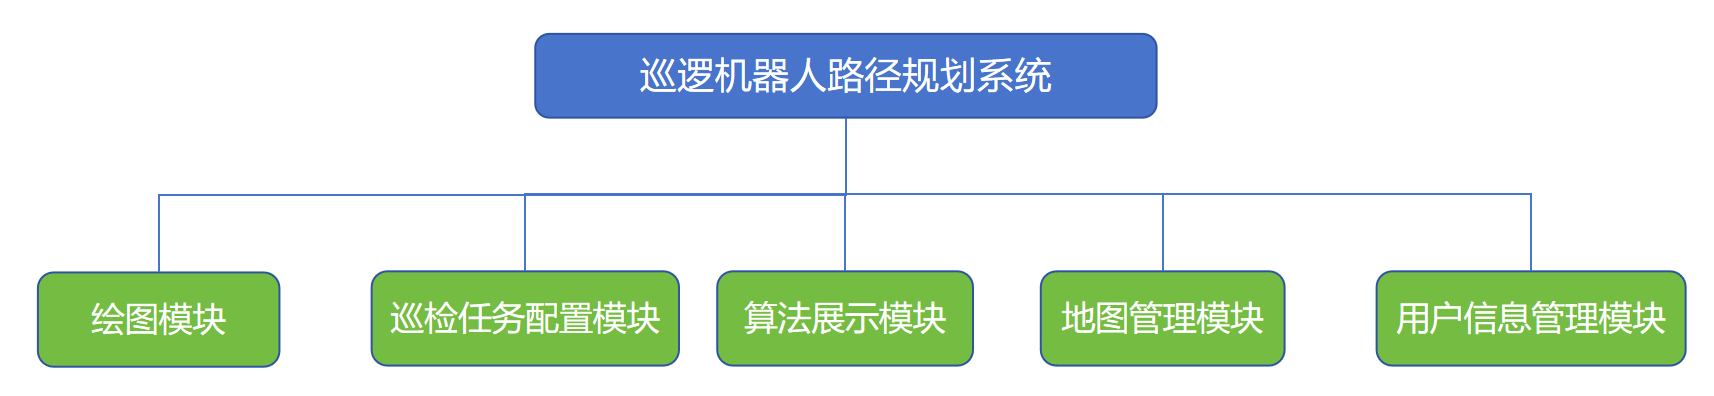 巡逻机器人路径规划系统
绘图模块
巡检任务配置模块
算法展示模块
地图管理模块
用户信息管理模块